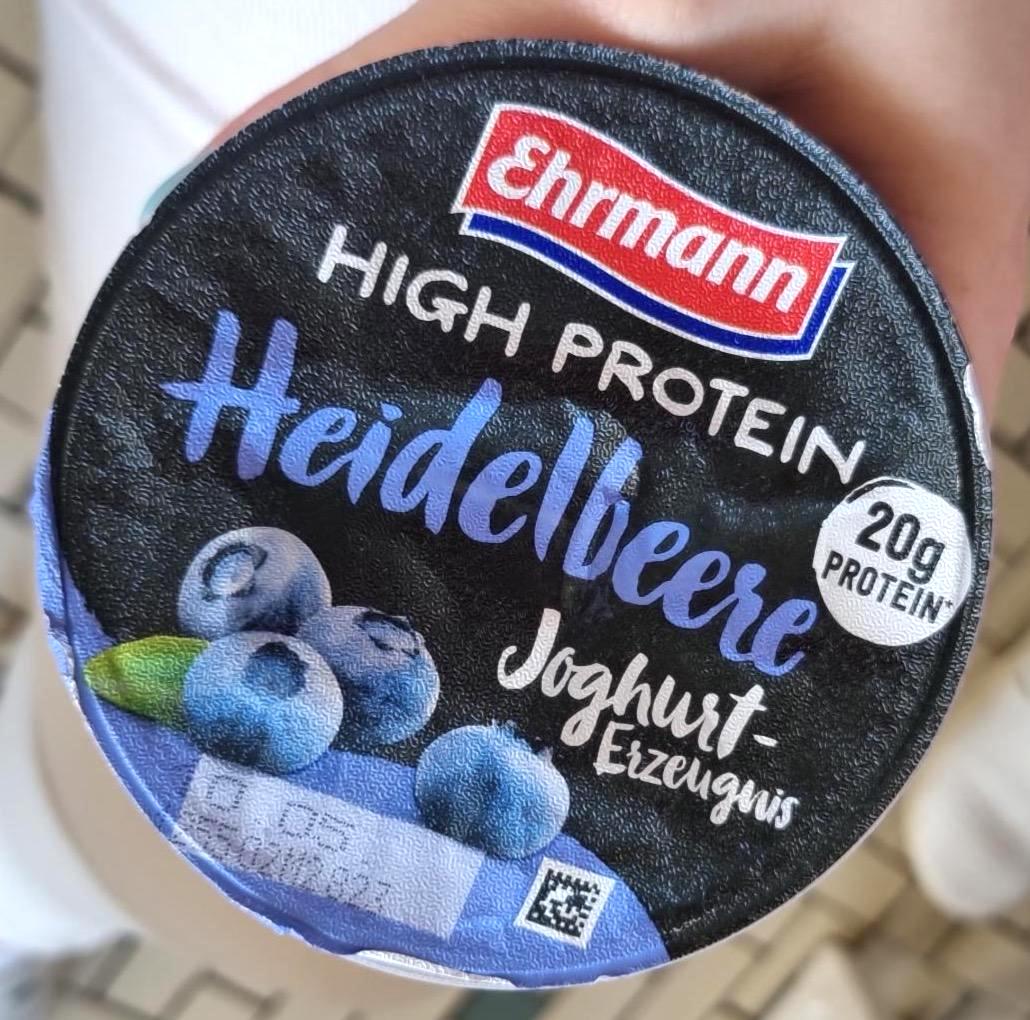 Ehrmann
HIGH PROTEIN
Heidelbeere
20g
PROTEIN*
Joghurt-
Erzeugnis